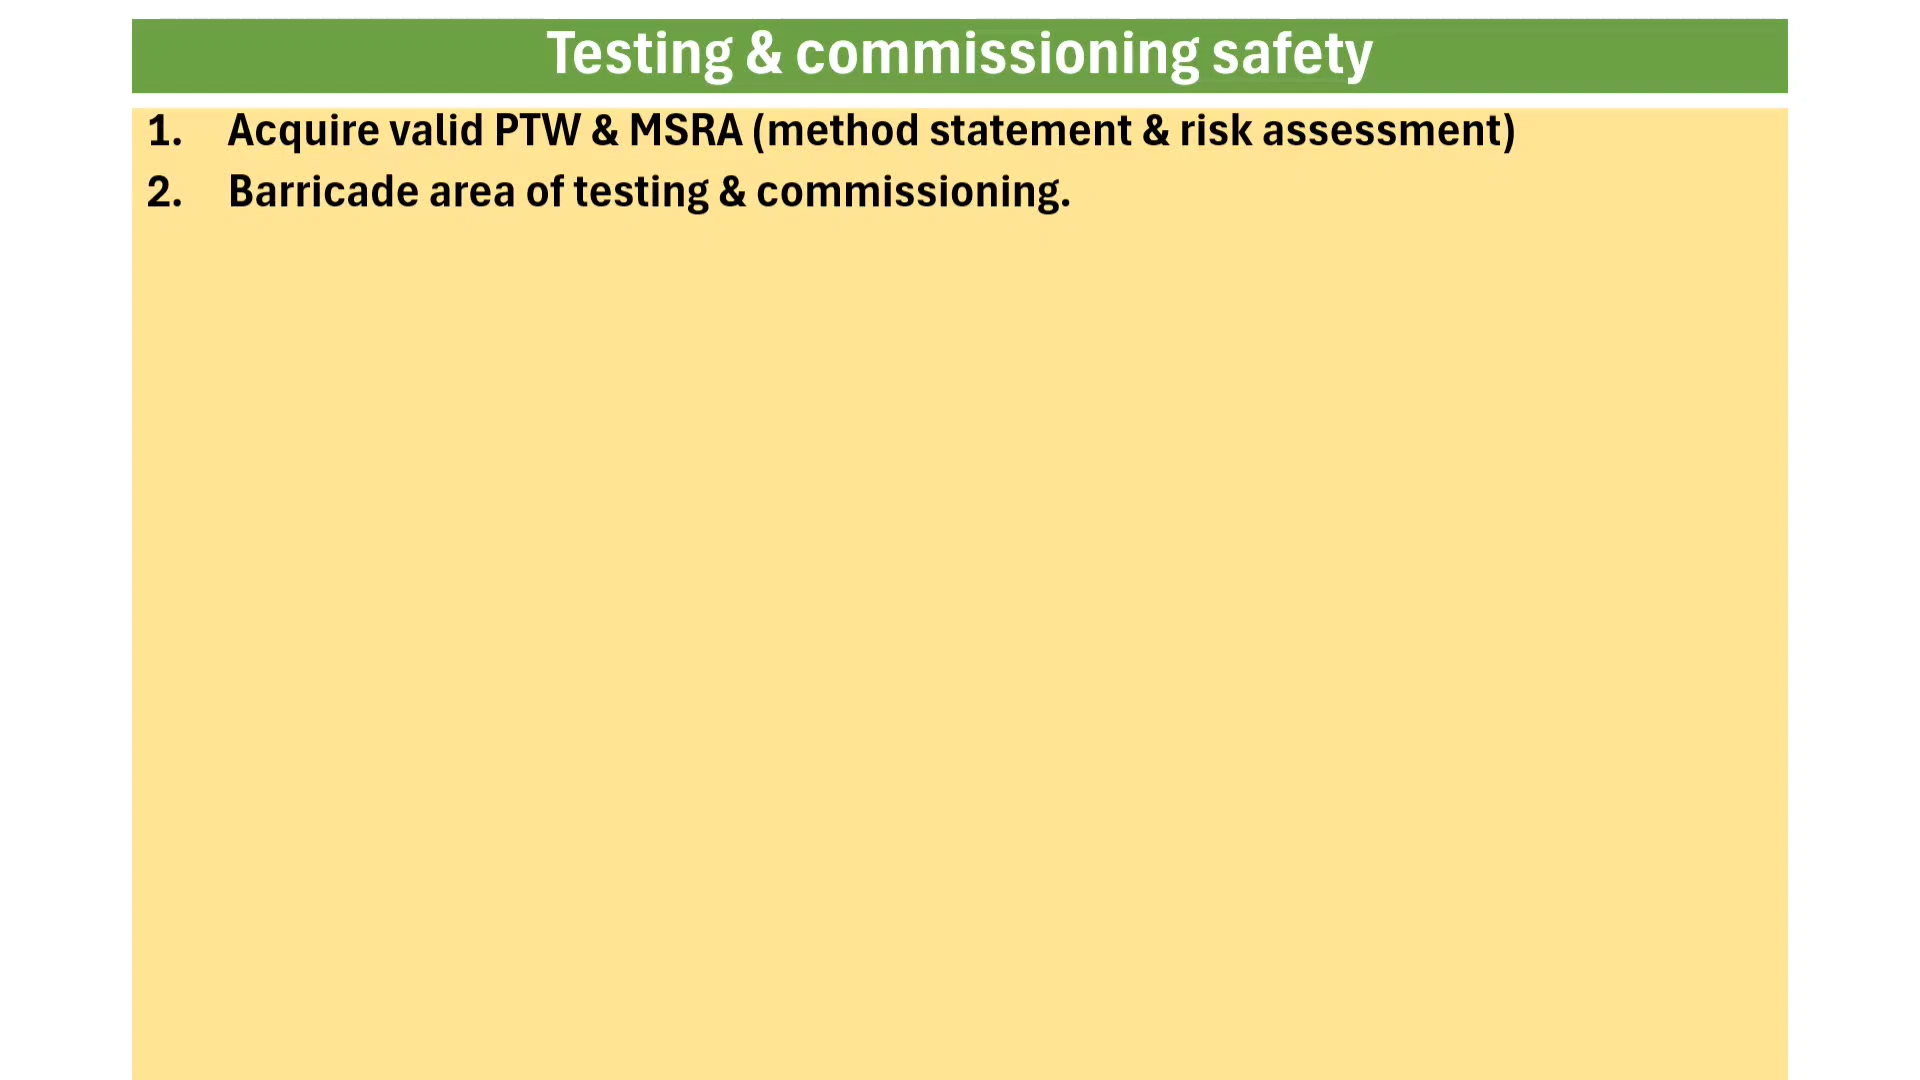 Testing & commissioning safety
1. Acquire valid PTW & MSRA (method statement & risk assessment)
2. Barricade area of testing & commissioning.